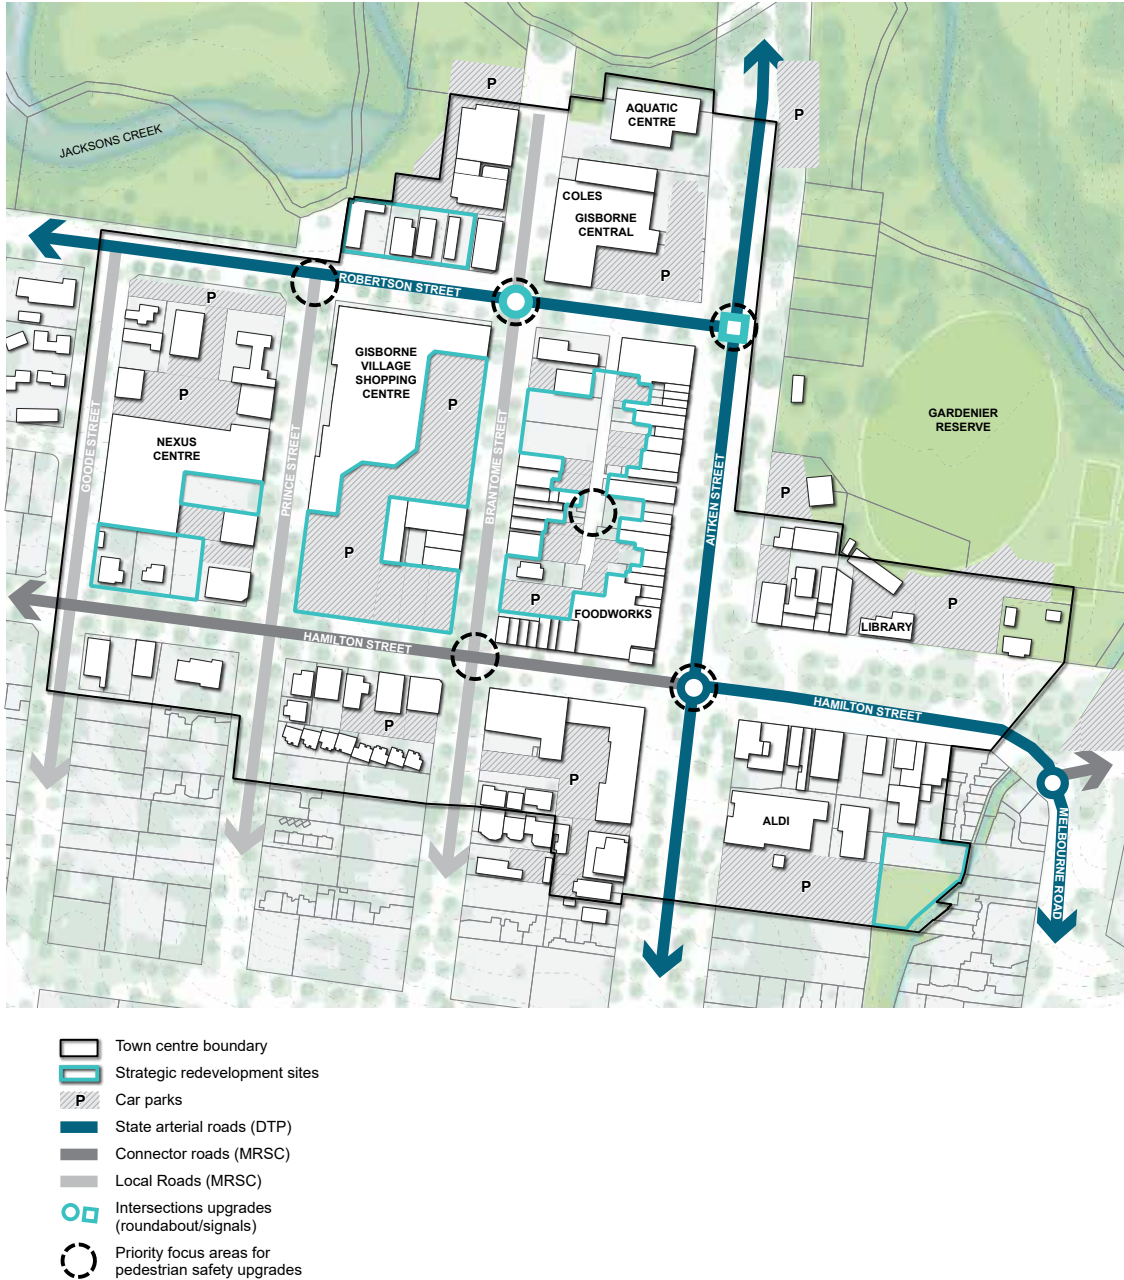 P
AQUATIC
CENTRE
P
JACKSONS CREEK
COLES
GISBORNE
CENTRAL
P
ROBERTSON STREET
P
GISBORNE
VILLAGE
SHOPPING
CENTRE
P
P
GARDENIER
RESERVE
NEXUS
CENTRE
GOODE STREET
PRINCE STREET
BRANTOME STREET
AITKEN STREET
P
P
P
FOODWORKS
P
LIBRARY
HAMILTON STREET
HAMILTON STREET
P
P
ALDI
MELBOURNE ROAD
P
Town centre boundary
Strategic redevelopment sites
P Car parks
State arterial roads (DTP)
Connector roads (MRSC)
Local Roads (MRSC)
Intersections upgrades
(roundabout/signals)
Priority focus areas for
pedestrian safety upgrades